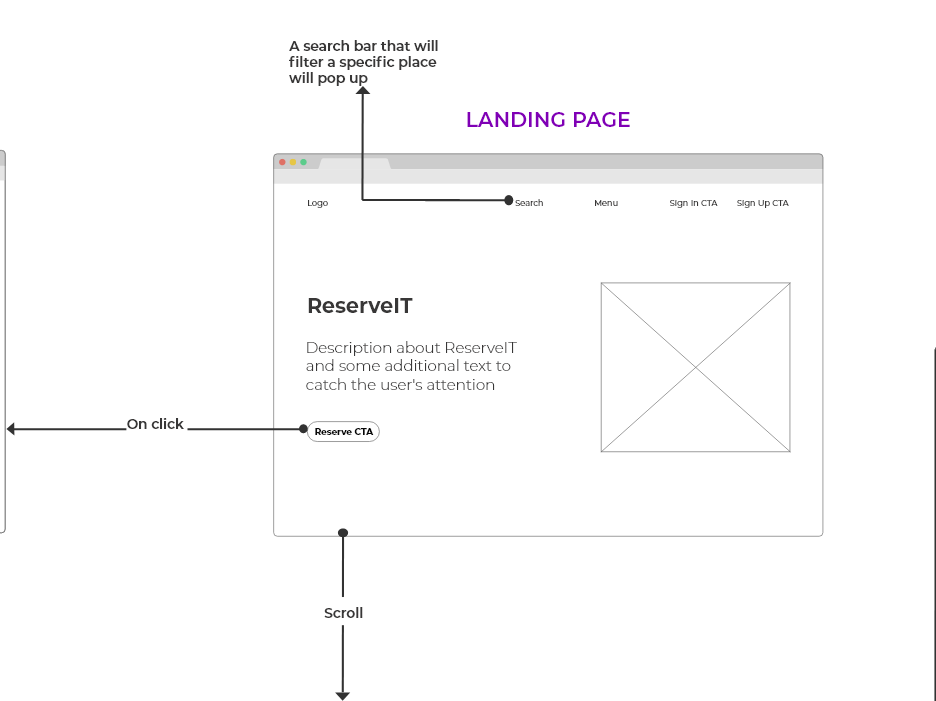 A search bar that will
filter a specific place
will pop up
LANDING PAGE
Logo
Search
Menu
Sign In CTA
Sign Up CTA
ReserveIT
Description about ReserveIT
and some additional text to
catch the user's attention
On click
Reserve CTA
Scroll